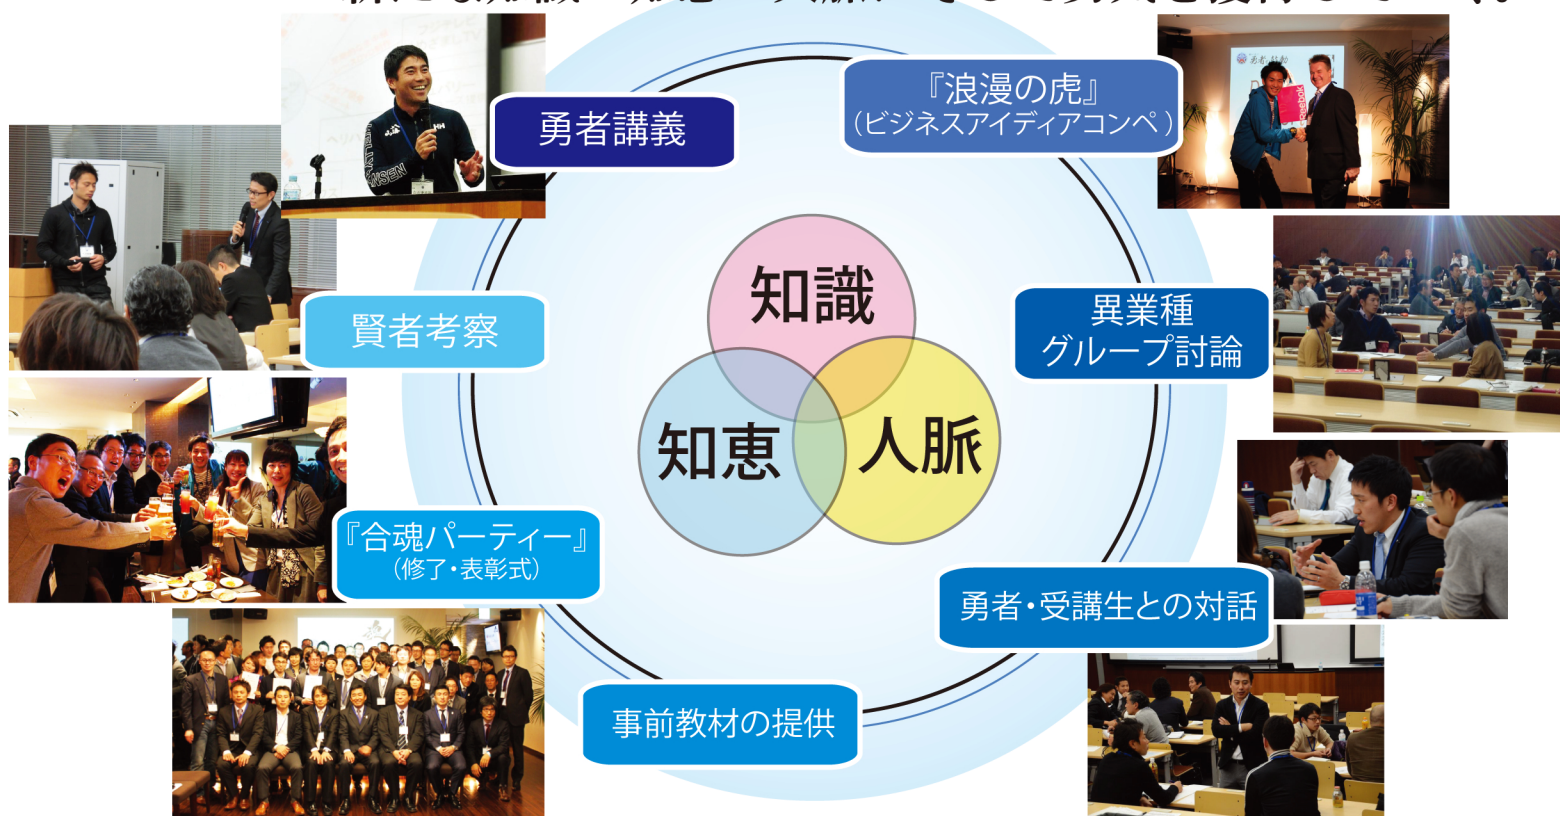 勇者講義
『浪漫の虎』
(ビジネスアイディアコンペ)
賢者考察
異業種
グループ討論
知識
知恵
人脈
『合魂パーティー』
(修了・表彰式)
勇者・受講生との対話
事前教材の提供
HH
reebok